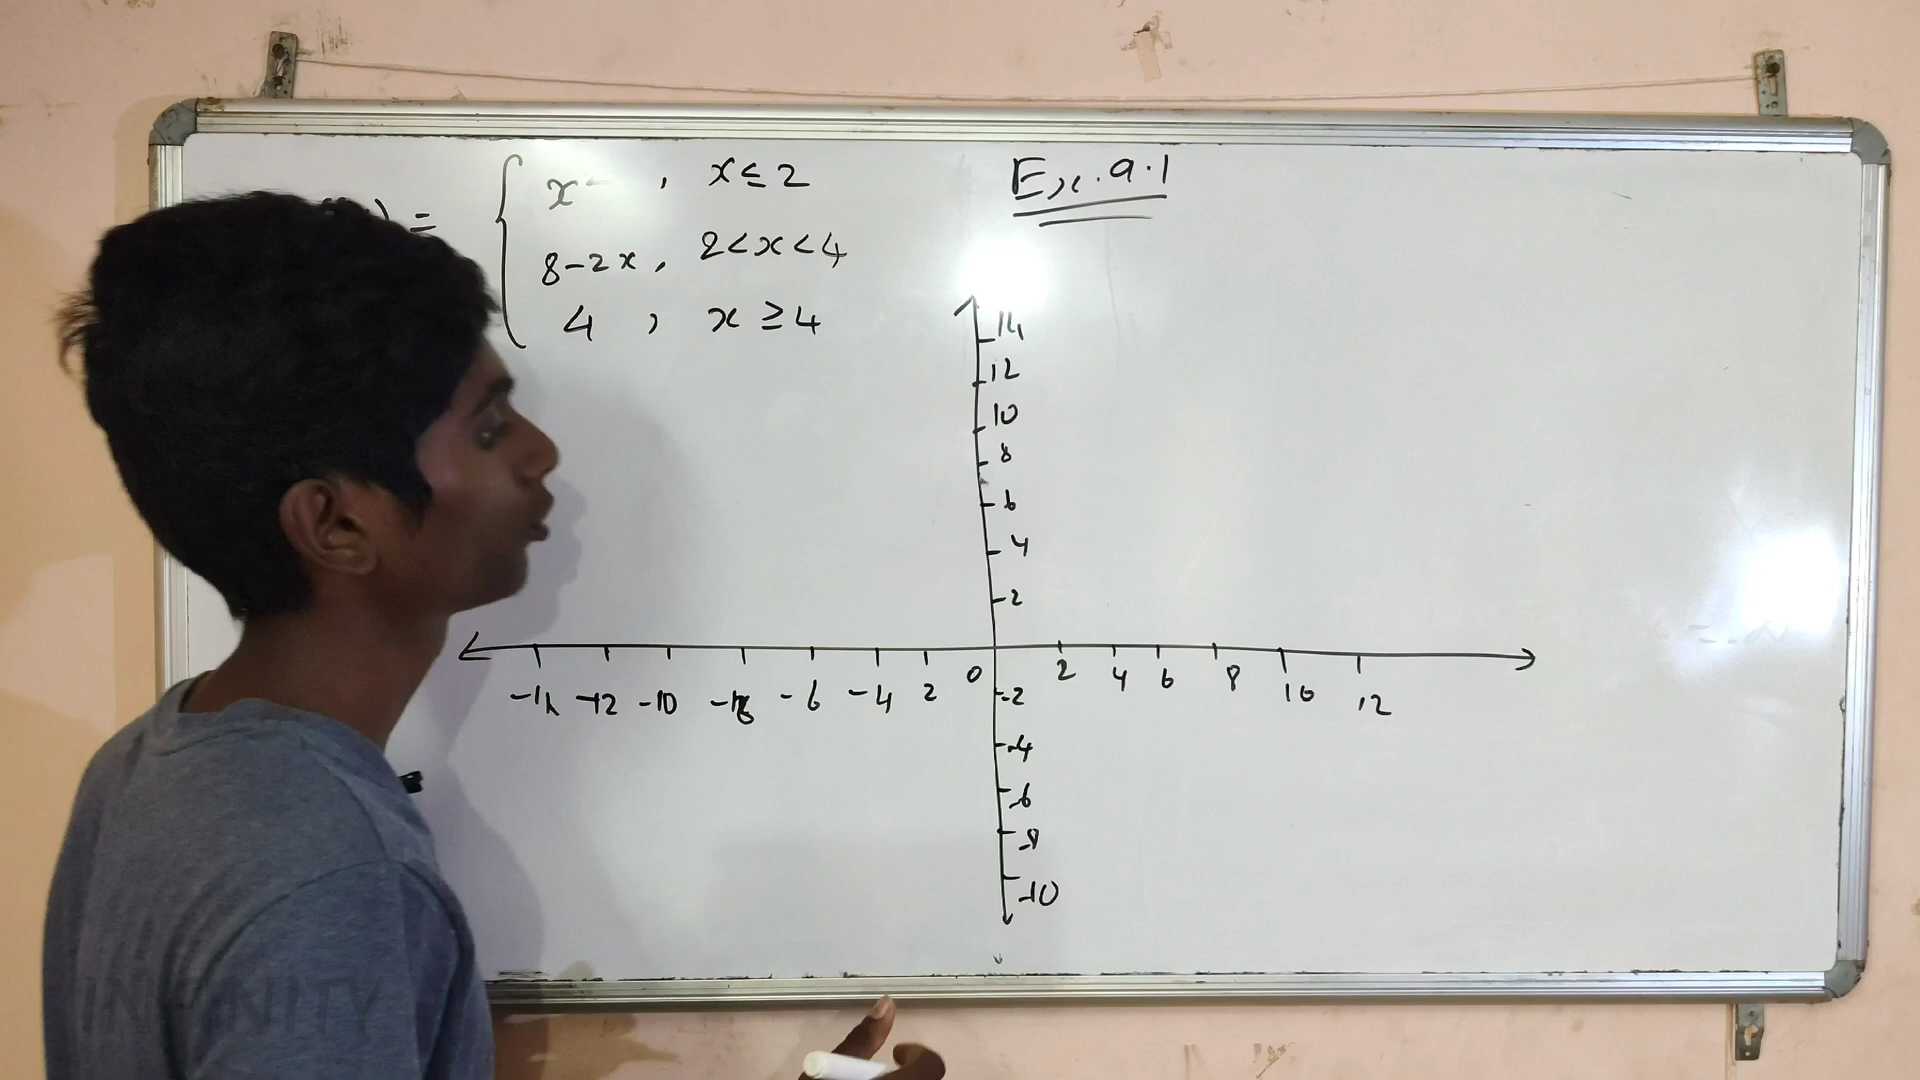 ) = { x² , x ≤ 2
8-2x , 2<x<4
4 , x ≥ 4
Ex. 9.1
14
12
10
8
6
4
2
-14 -12 -10 -8 -6 -4 2 0 2 4 6 8 10 12
-2
-4
-6
-8
-10
INFINITY